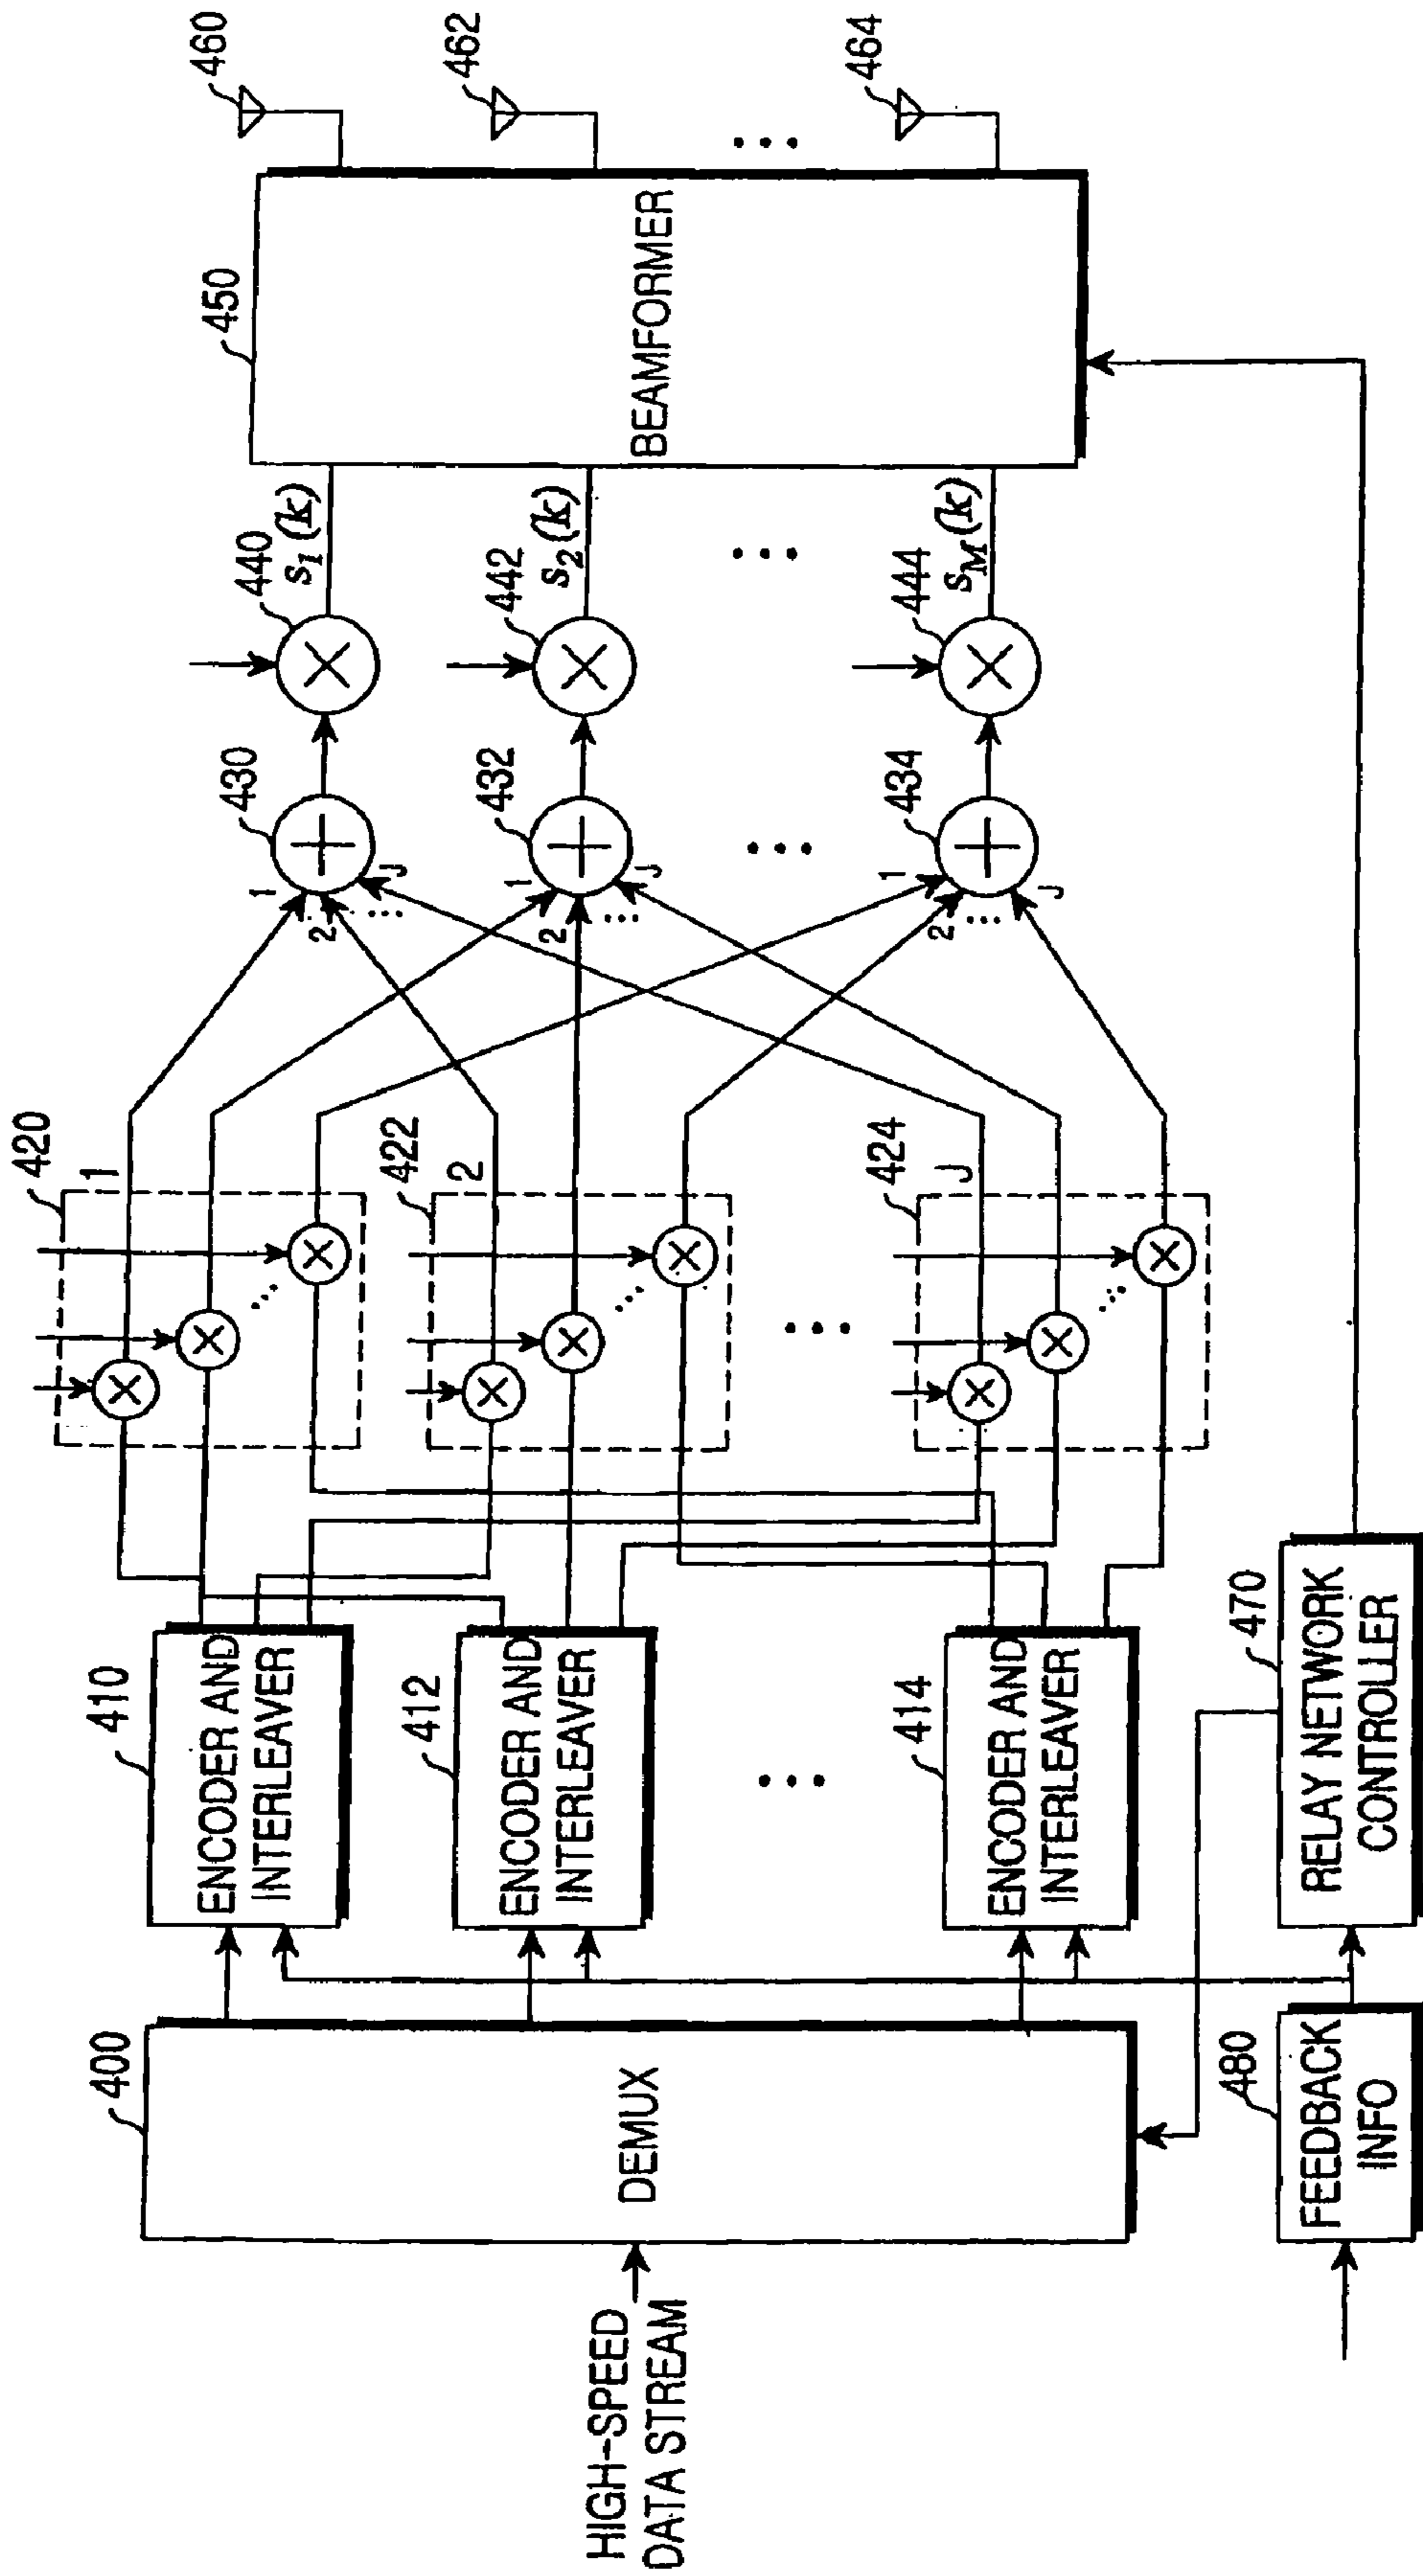 HIGH-SPEED
DATA STREAM
400
DEMUX
410
ENCODER AND
INTERLEAVER
412
ENCODER AND
INTERLEAVER
...
414
ENCODER AND
INTERLEAVER
420
1
...
422
2
...
...
424
J
...
430
1
2
...
J
432
1
2
...
J
...
434
1
2
...
J
440
s1(k)
442
s2(k)
...
444
sM(k)
450
BEAMFORMER
460
462
...
464
480
FEEDBACK
INFO
470
RELAY NETWORK
CONTROLLER